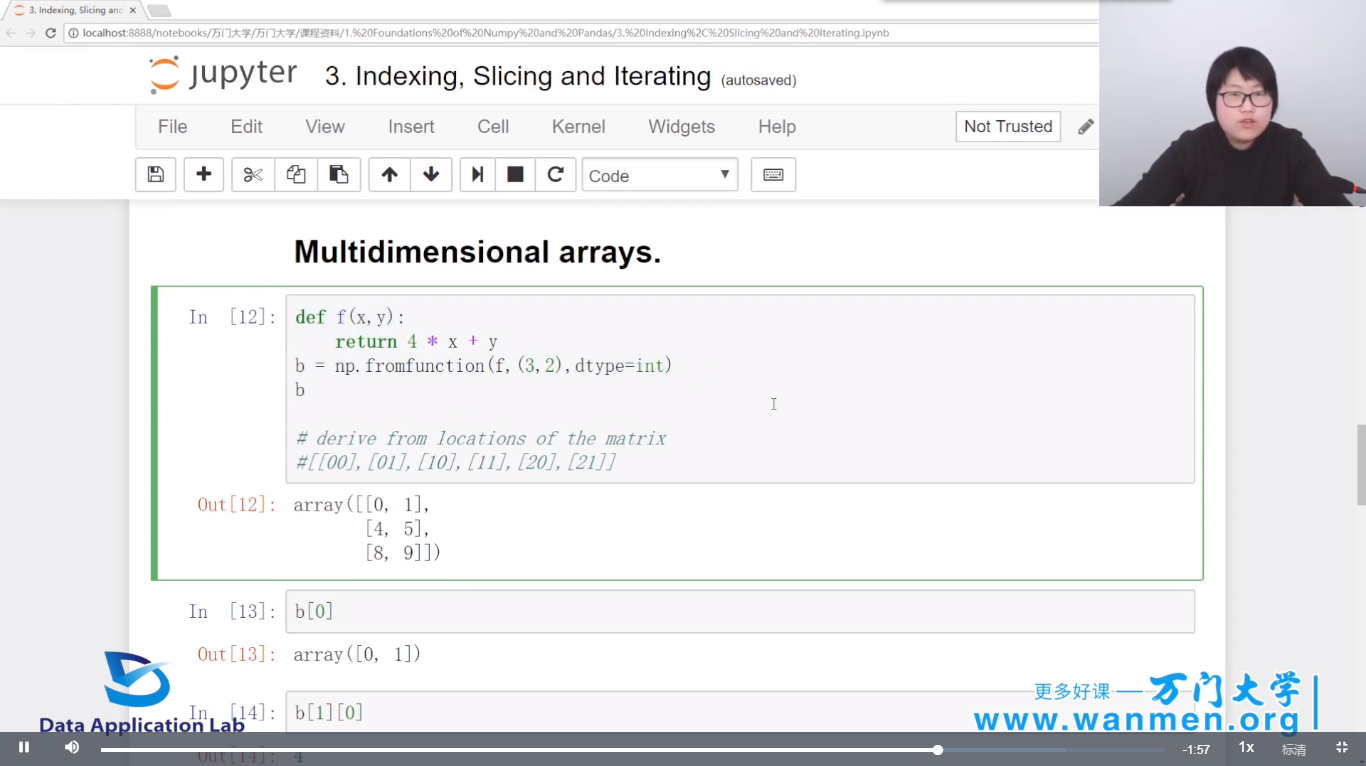 3. Indexing, Slicing and
localhost:8888/notebooks/万门大学/万门大学/课程资料/1.%20Foundations%20of%20Numpy%20and%20Pandas/3.%20Indexing%2C%20Slicing%20and%20Iterating.ipynb
jupyter 3. Indexing, Slicing and Iterating (autosaved)
File Edit View Insert Cell Kernel Widgets Help Not Trusted
Code
Multidimensional arrays.
In [12]: def f(x,y):
return 4 * x + y
b = np.fromfunction(f,(3,2),dtype=int)
b
# derive from locations of the matrix
#[[00],[01],[10],[11],[20],[21]]
Out[12]: array([[0, 1],
[4, 5],
[8, 9]])
In [13]: b[0]
Out[13]: array([0, 1])
更多好课 — 万门大学
In [14]: b[1][0]
Data Application Lab
www.wanmen.org
Out[14]: 4
-1:57 1x 标清